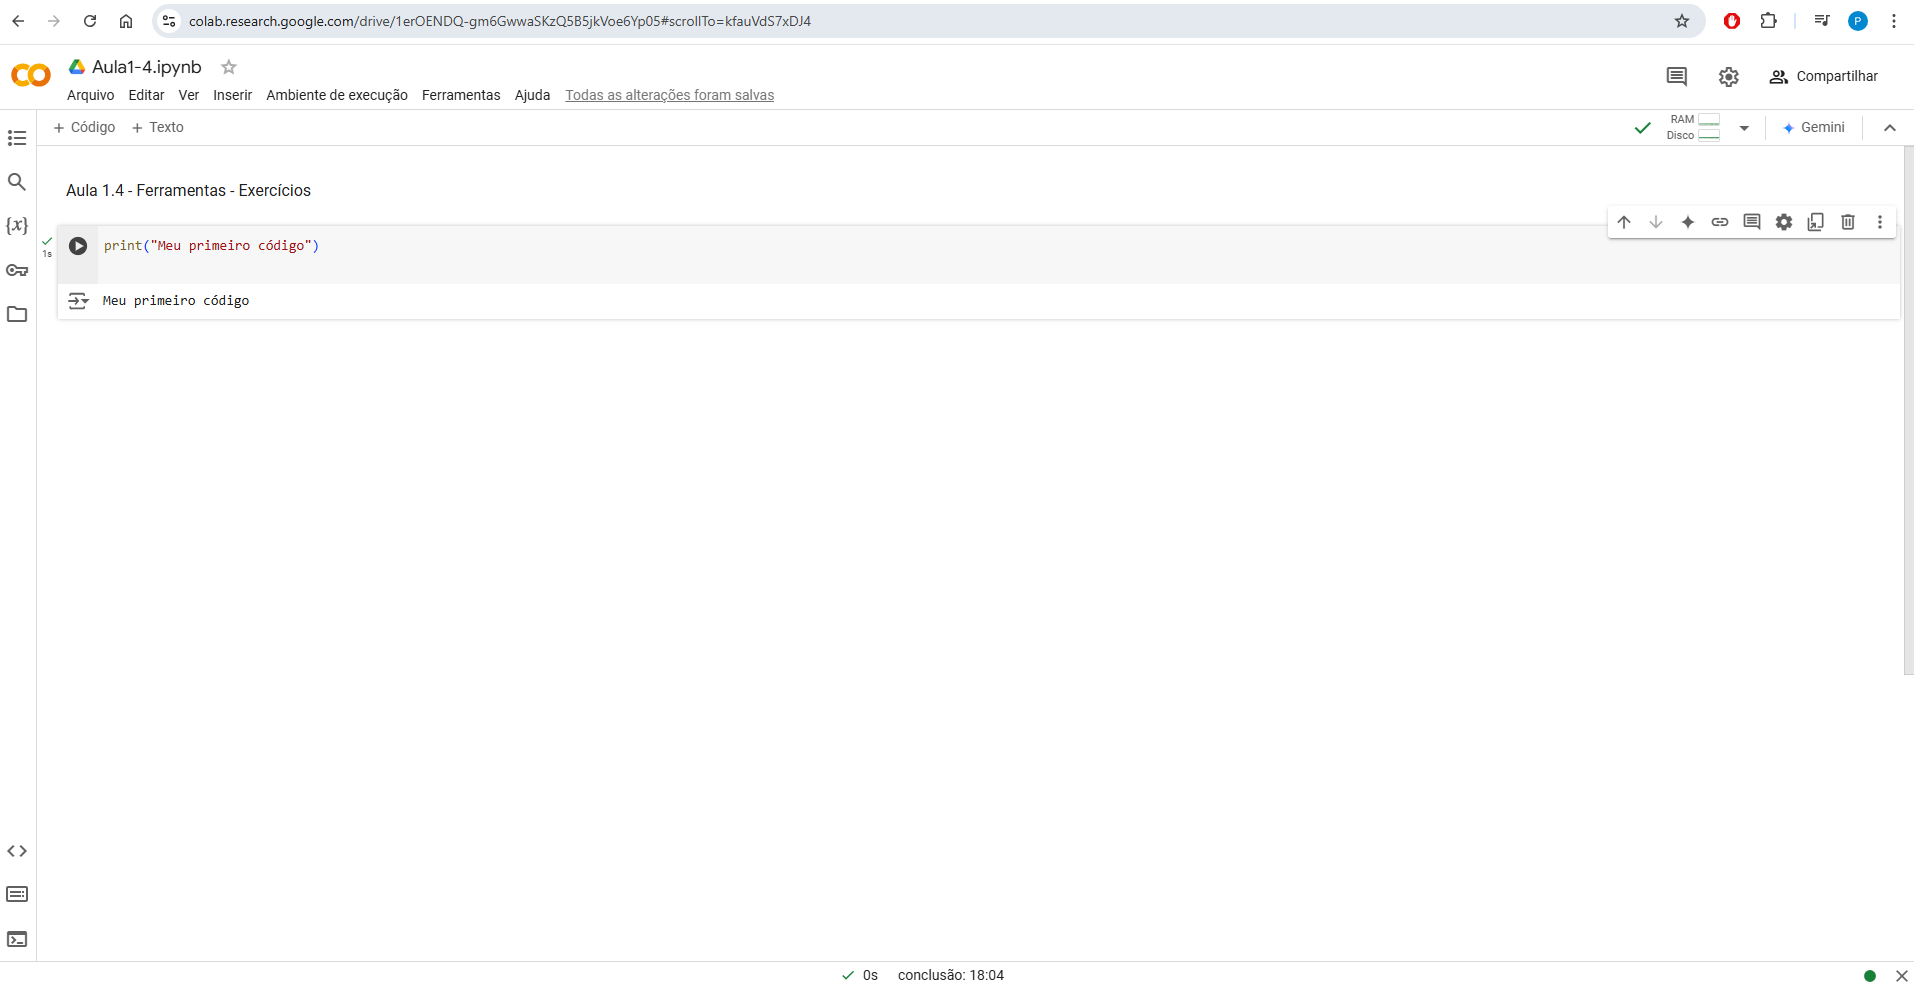 colab.research.google.com/drive/1erOENDQ-gm6GwwaSKzQ5B5jkVoe6Yp05#scrollTo=kfauVdS7xDJ4
P
CO
Aula1-4.ipynb
Arquivo Editar Ver Inserir Ambiente de execução Ferramentas Ajuda Todas as alterações foram salvas
Compartilhar
+ Código + Texto
RAM
Disco
Gemini
Aula 1.4 - Ferramentas - Exercícios
{x}
1s
print("Meu primeiro código")
Meu primeiro código
0s conclusão: 18:04